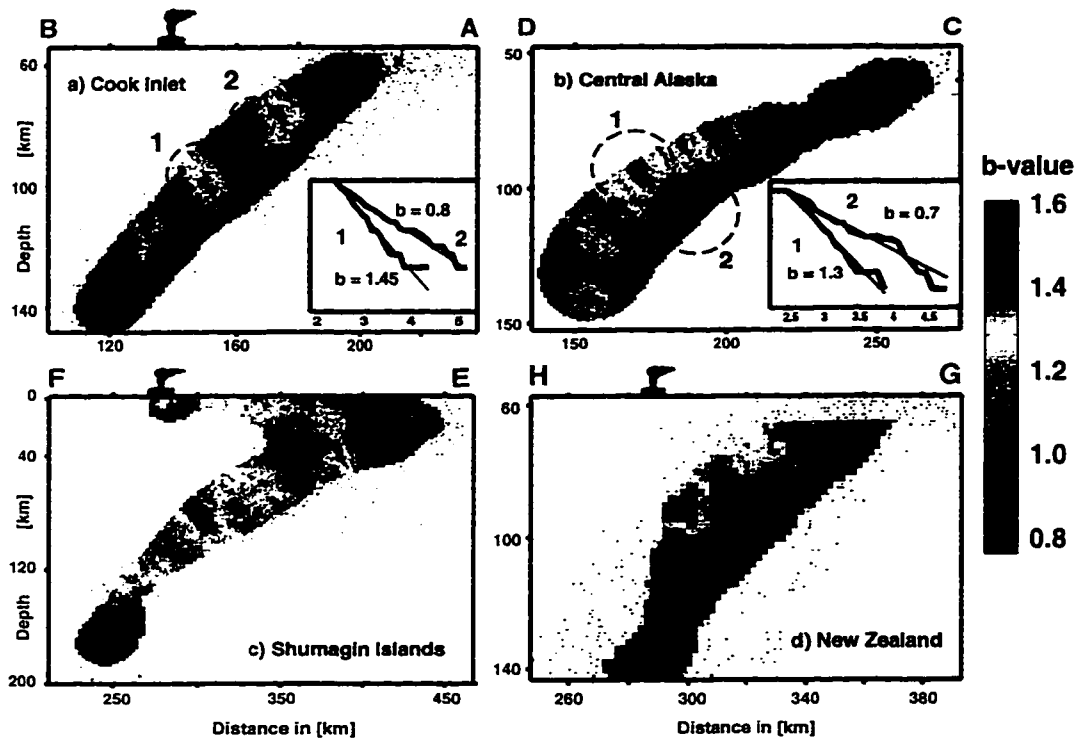 B A
a) Cook Inlet
2
1
b = 0.8
1
2
b = 1.45
2 3 4 5
60
100
140
Depth [km]
120 160 200
D C
b) Central Alaska
1
2
2
b = 0.7
1
b = 1.3
2.5 3 3.5 4 4.5
50
100
150
150 200 250
b-value
1.6
1.4
1.2
1.0
0.8
F E
0
40
120
200
Depth [km]
c) Shumagin Islands
250 350 450
Distance in [km]
H G
60
100
140
d) New Zealand
260 300 340 380
Distance in [km]